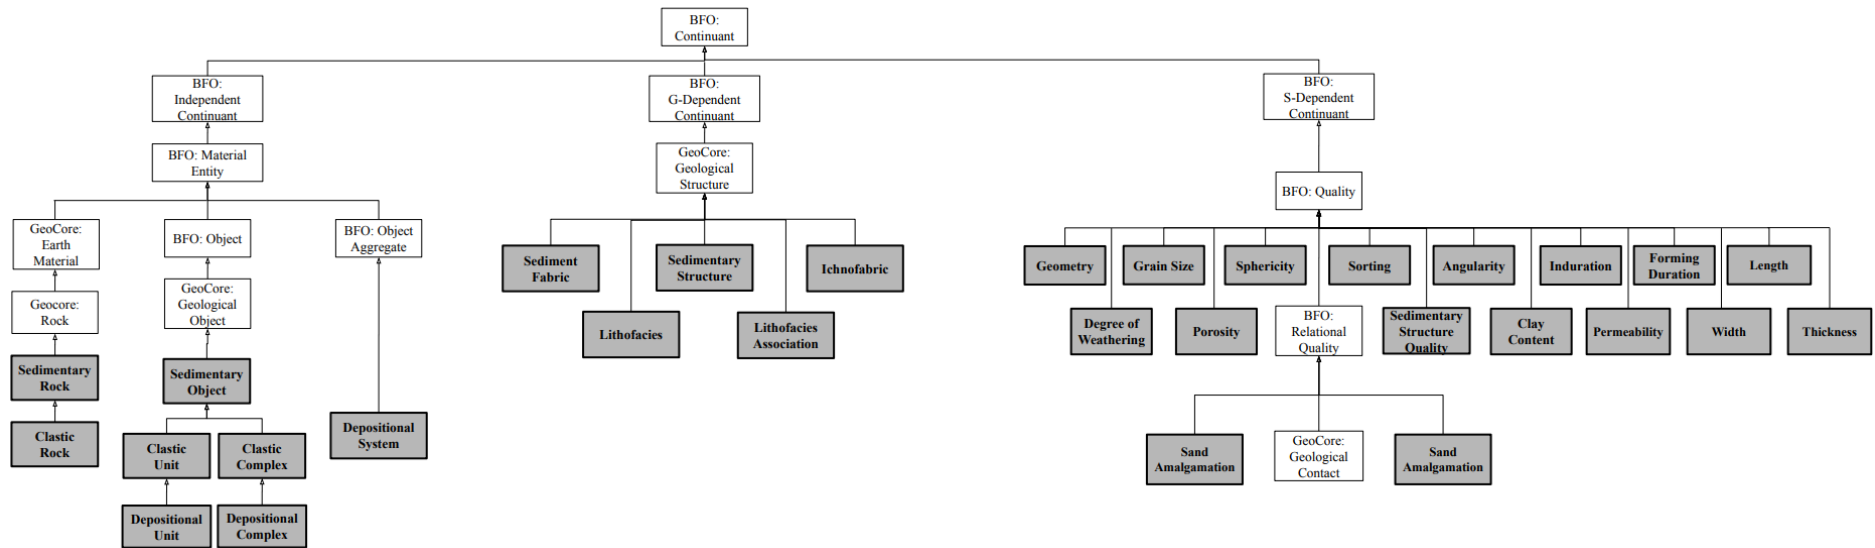 BFO:
Continuant
BFO:
Independent
Continuant
BFO:
G-Dependent
Continuant
BFO:
S-Dependent
Continuant
BFO: Material
Entity
GeoCore:
Geological
Structure
BFO: Quality
GeoCore:
Earth
Material
BFO: Object
BFO: Object
Aggregate
Sediment
Fabric
Sedimentary
Structure
Ichnofabric
Geometry
Grain Size
Sphericity
Sorting
Angularity
Induration
Forming
Duration
Length
Geocore:
Rock
GeoCore:
Geological
Object
Lithofacies
Lithofacies
Association
Degree of
Weathering
Porosity
BFO:
Relational
Quality
Sedimentary
Structure
Quality
Clay
Content
Permeability
Width
Thickness
Sedimentary
Rock
Sedimentary
Object
Clastic
Rock
Clastic
Unit
Clastic
Complex
Depositional
System
Sand
Amalgamation
GeoCore:
Geological
Contact
Sand
Amalgamation
Depositional
Unit
Depositional
Complex